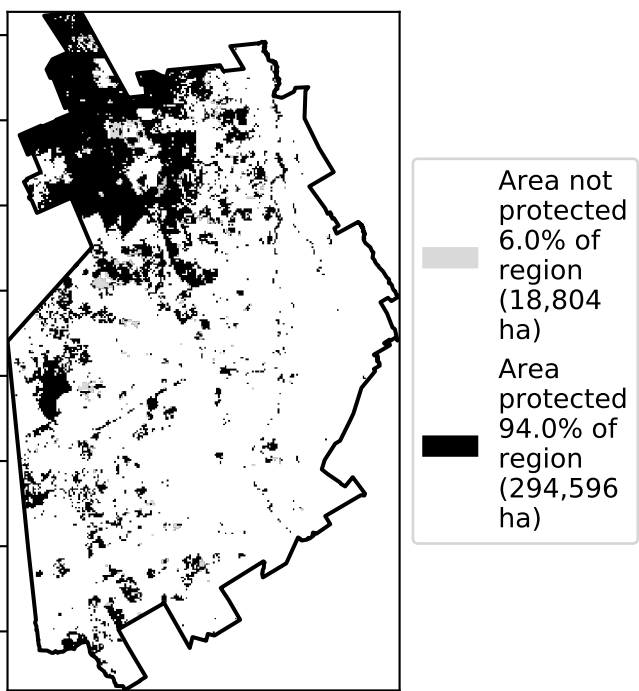 Area not
protected
6.0% of
region
(18,804
ha)
Area
protected
94.0% of
region
(294,596
ha)